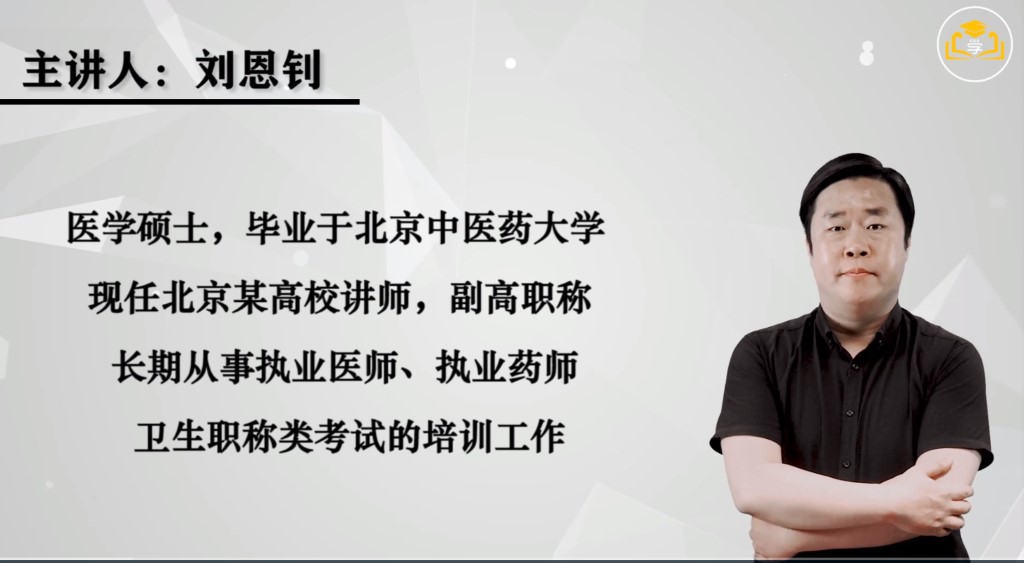 主讲人：刘恩钊
学
医学硕士，毕业于北京中医药大学
现任北京某高校讲师，副高职称
长期从事执业医师、执业药师
卫生职称类考试的培训工作